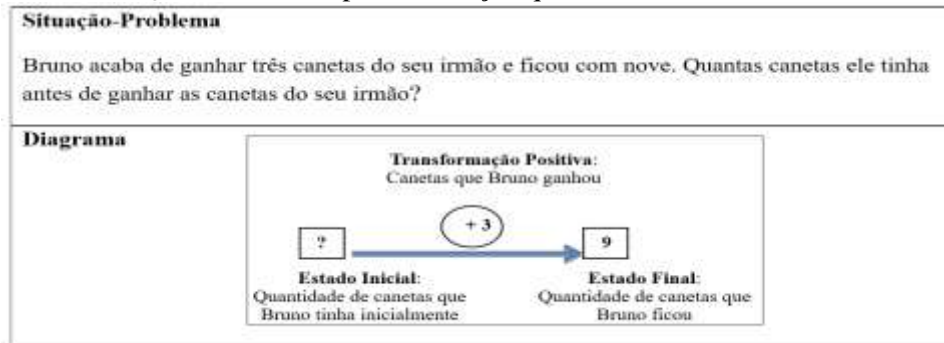 Situação-Problema
Bruno acaba de ganhar três canetas do seu irmão e ficou com nove. Quantas canetas ele tinha
antes de ganhar as canetas do seu irmão?
Diagrama
Transformação Positiva:
Canetas que Bruno ganhou
+ 3
?
9
Estado Inicial:
Quantidade de canetas que
Bruno tinha inicialmente
Estado Final:
Quantidade de canetas que
Bruno ficou